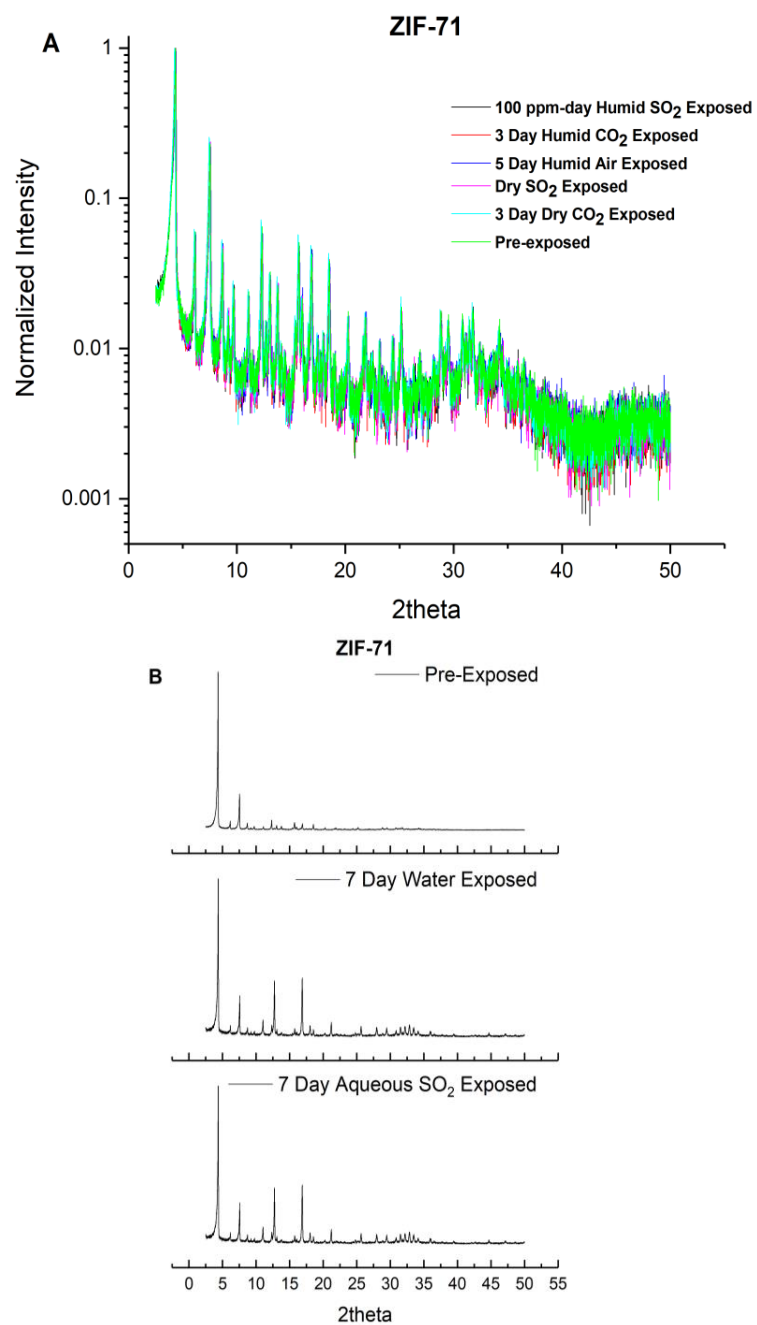 ZIF-71
A
100 ppm-day Humid SO2 Exposed
3 Day Humid CO2 Exposed
5 Day Humid Air Exposed
Dry SO2 Exposed
3 Day Dry CO2 Exposed
Pre-exposed
Normalized Intensity
1
0.1
0.01
0.001
0 10 20 30 40 50
2theta
ZIF-71
B
Pre-Exposed
7 Day Water Exposed
7 Day Aqueous SO2 Exposed
0 5 10 15 20 25 30 35 40 45 50 55
2theta